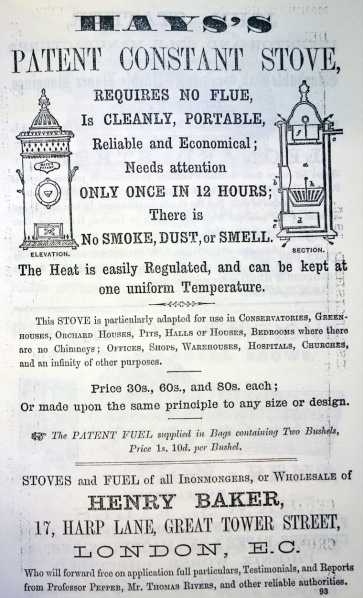 HAYS'S
PATENT CONSTANT STOVE,
REQUIRES NO FLUE,
Is CLEANLY, PORTABLE,
Reliable and Economical;
Needs attention
ONLY ONCE IN 12 HOURS;
There is
No SMOKE, DUST, or SMELL.
ELEVATION.
SECTION.
The Heat is easily Regulated, and can be kept at
one uniform Temperature.
This STOVE is particularly adapted for use in CONSERVATORIES, GREEN-
HOUSES, ORCHARD HOUSES, PITS, HALLS OF HOUSES, BEDROOMS where there
are no Chimneys; OFFICES, SHOPS, WAREHOUSES, HOSPITALS, CHURCHES,
and an infinity of other purposes.
Price 30s., 60s., and 80s. each;
Or made upon the same principle to any size or design.
☞ The PATENT FUEL supplied in Bags containing Two Bushels,
Price 1s. 10d. per Bushel.
STOVES and FUEL of all IRONMONGERS, or WHOLESALE of
HENRY BAKER,
17, HARP LANE, GREAT TOWER STREET,
LONDON, E.C.
Who will forward free on application full particulars, Testimonials, and Reports
from Professor PEPPER, Mr. THOMAS RIVERS, and other reliable authorities.
93